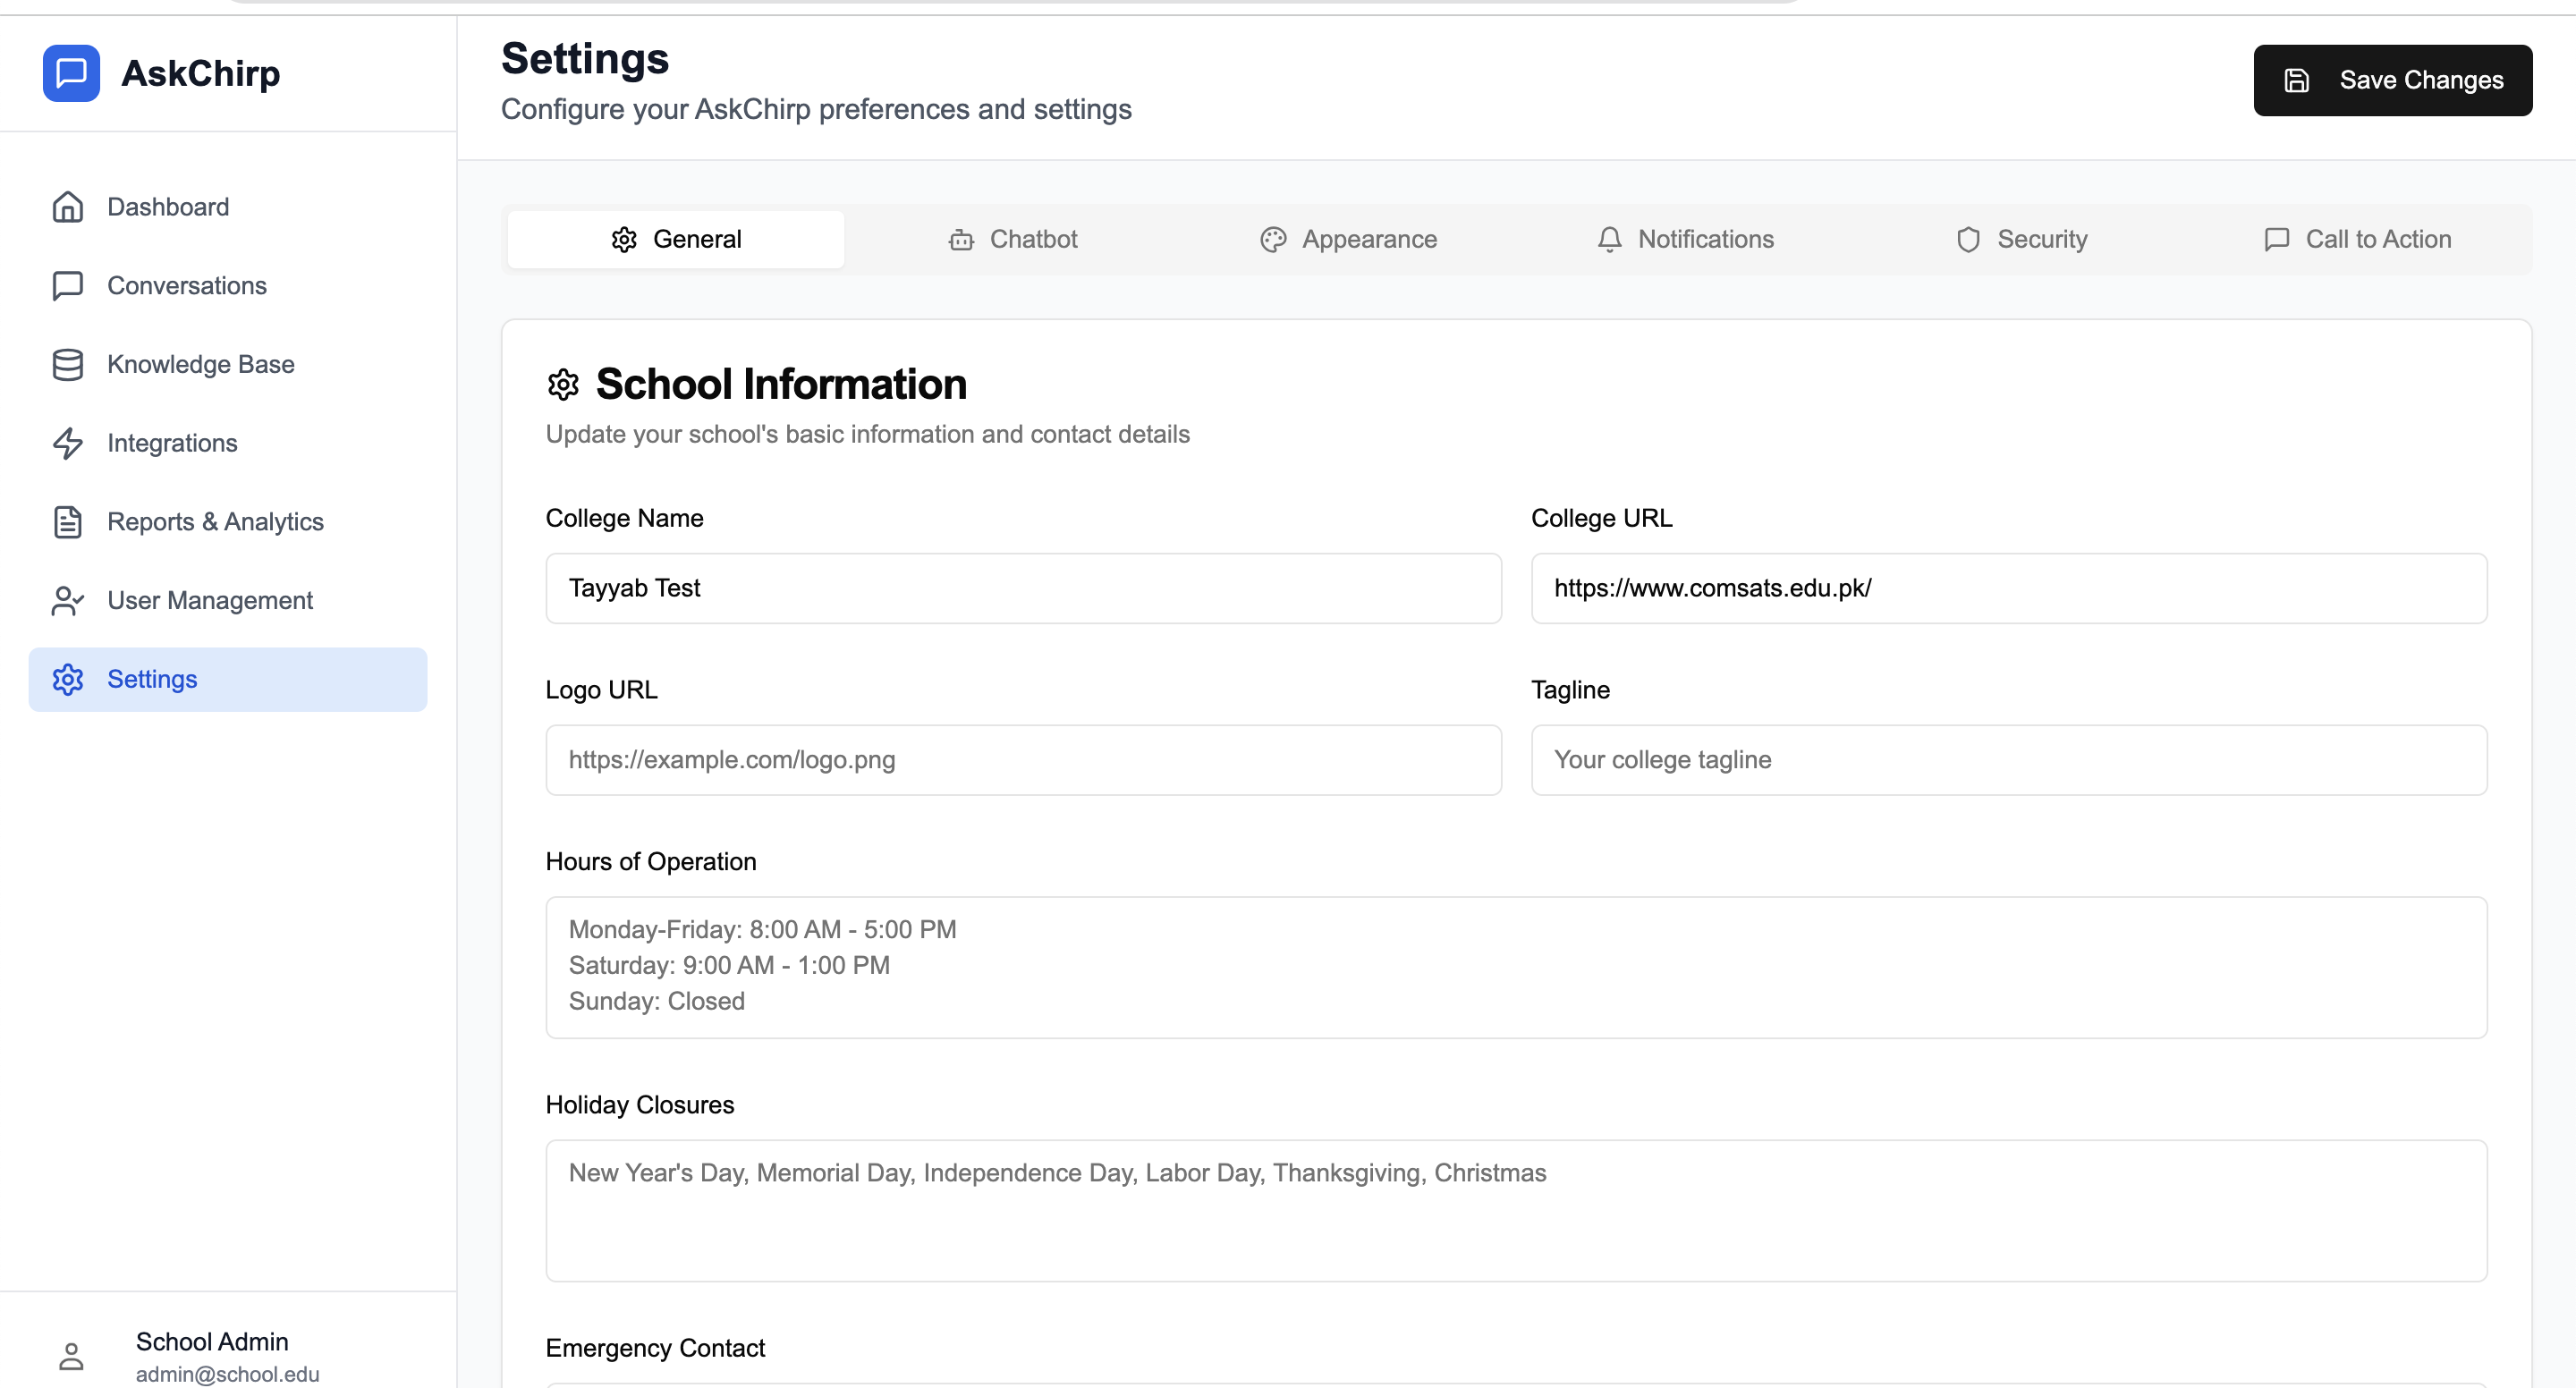 AskChirp
Dashboard
Conversations
Knowledge Base
Integrations
Reports & Analytics
User Management
Settings
School Admin
admin@school.edu
Settings
Configure your AskChirp preferences and settings
Save Changes
General
Chatbot
Appearance
Notifications
Security
Call to Action
School Information
Update your school's basic information and contact details
College Name
Tayyab Test
College URL
https://www.comsats.edu.pk/
Logo URL
https://example.com/logo.png
Tagline
Your college tagline
Hours of Operation
Monday-Friday: 8:00 AM - 5:00 PM
Saturday: 9:00 AM - 1:00 PM
Sunday: Closed
Holiday Closures
New Year's Day, Memorial Day, Independence Day, Labor Day, Thanksgiving, Christmas
Emergency Contact